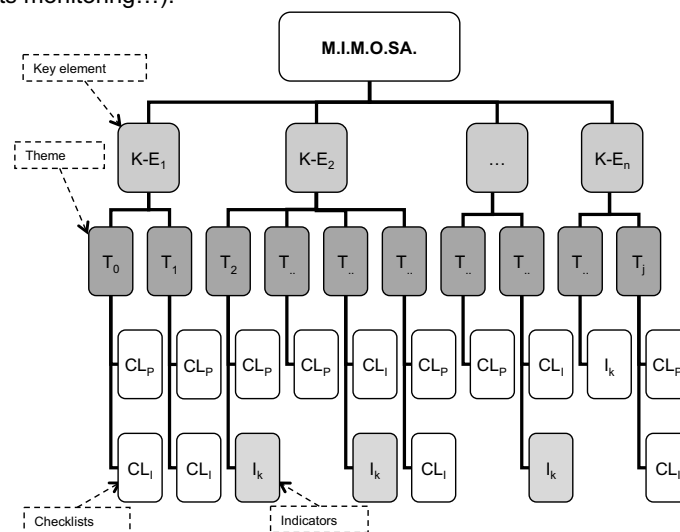 ts monitoring…).
M.I.M.O.SA.
Key element
K-E1
K-E2
…
K-En
Theme
T0
T1
T2
T..
T..
T..
T..
T..
T..
Tj
CLP
CLP
CLP
CLP
CLI
CLP
CLP
CLI
Ik
CLP
CLI
CLI
Ik
Ik
CLI
Ik
CLI
Checklists
Indicators